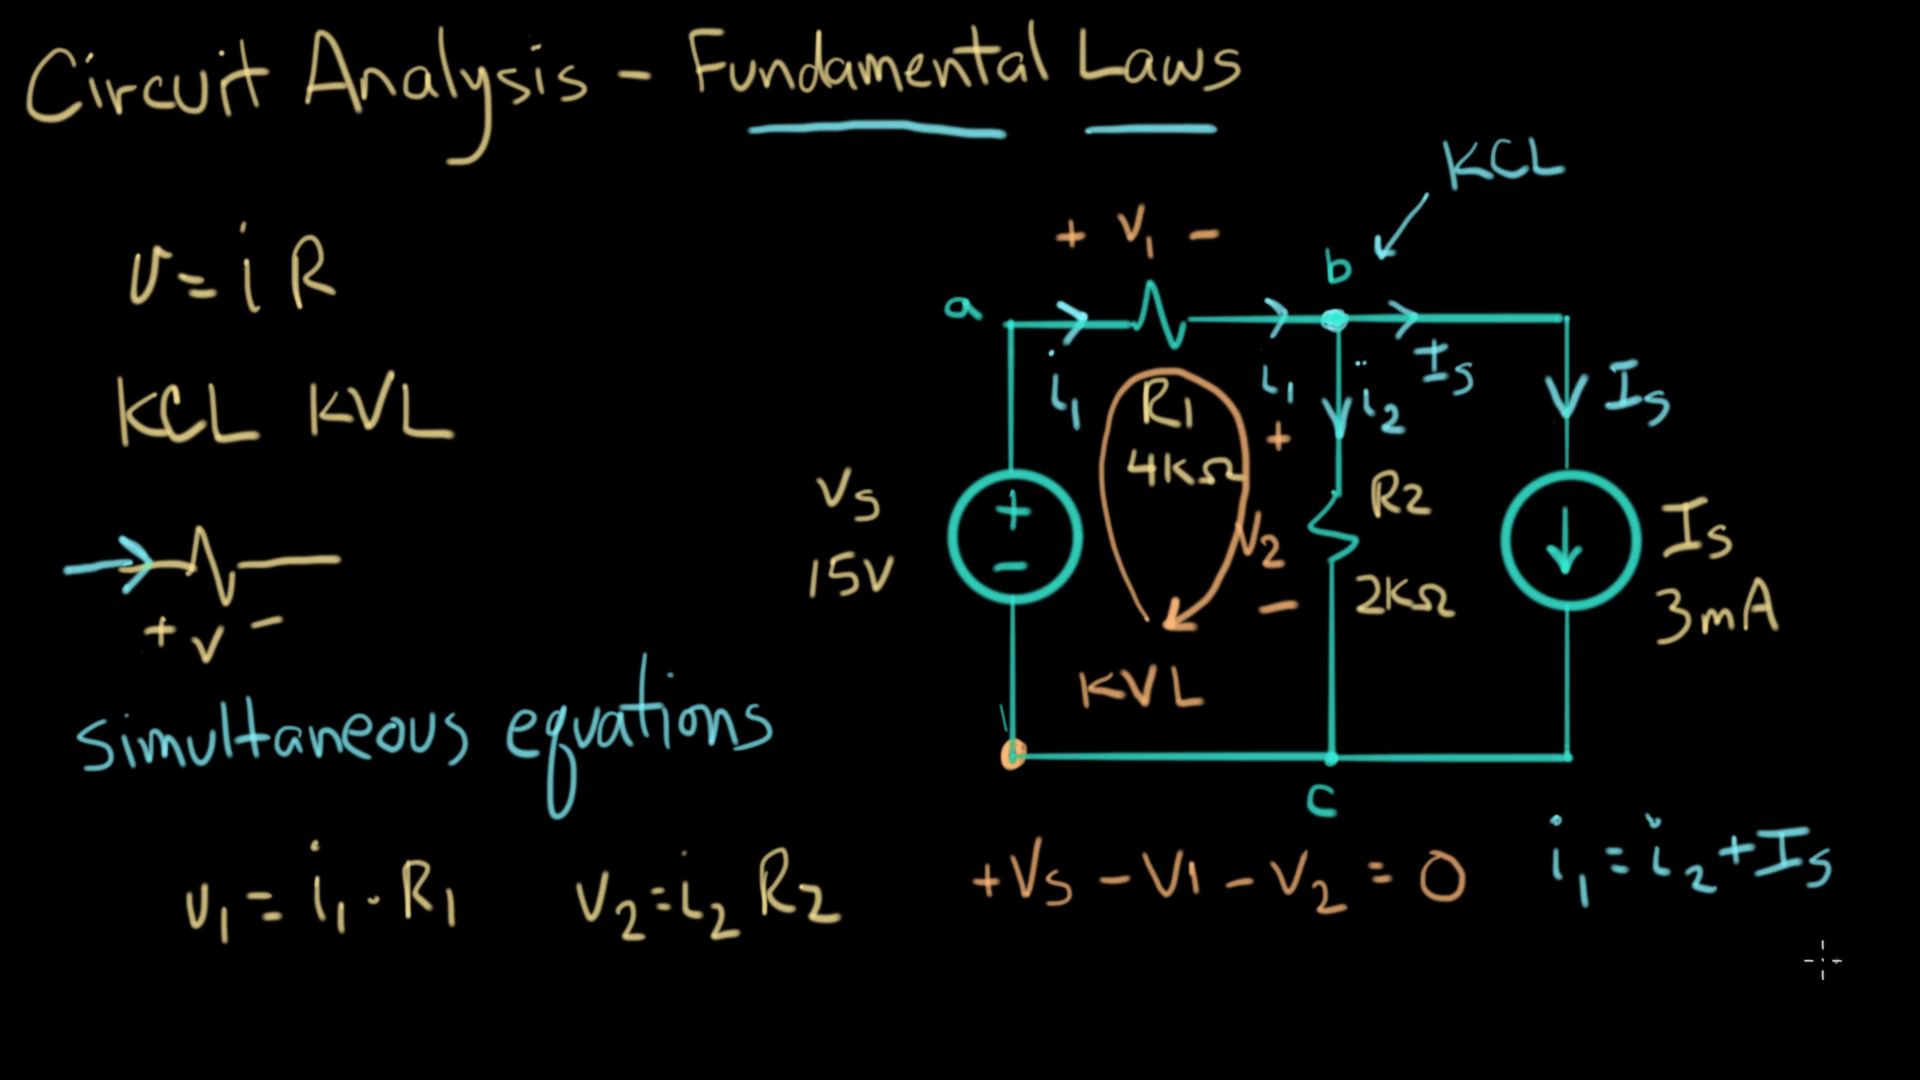 Circuit Analysis - Fundamental Laws
v = i R
KCL KVL
+ v -
simultaneous equations
v1 = i1 · R1
v2 = i2 R2
KCL
+ v1 -
a
b
i1
i1
i2
Is
Is
R1
4KΩ
Vs
15V
+
-
+
V2
-
R2
2KΩ
Is
3mA
KVL
c
+Vs - V1 - V2 = 0
i1 = i2 + Is